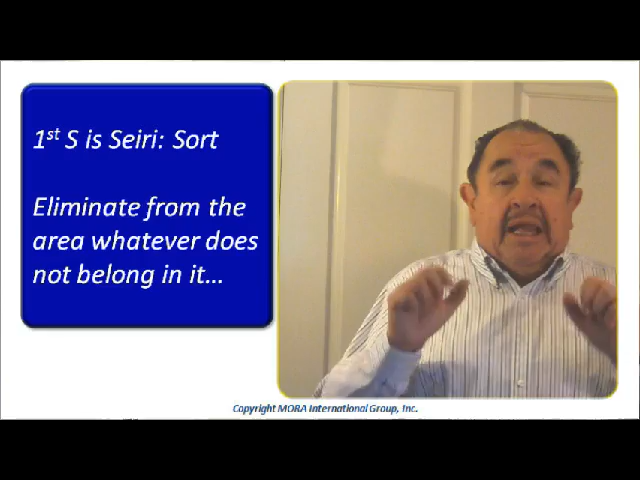 1st S is Seiri: Sort
Eliminate from the
area whatever does
not belong in it...
Copyright MORA International Group, Inc.